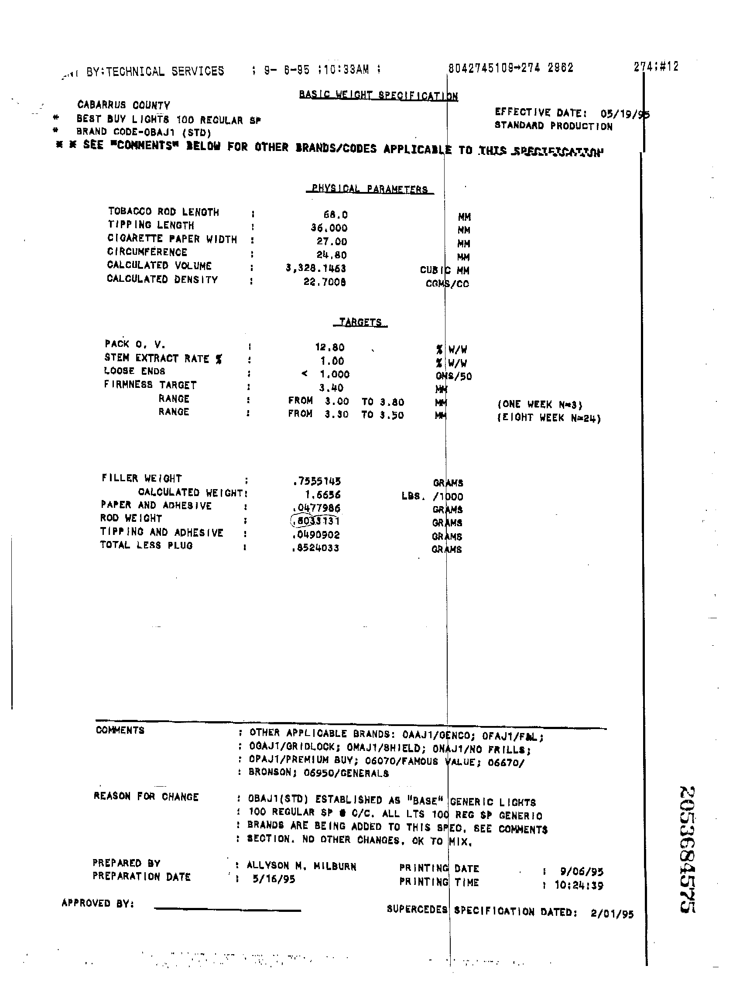 BY:TECHNICAL SERVICES ; 9- 6-95 ;10:33AM ; 8042745109→274 2962 274;#12
BASIC WEIGHT SPECIFICATION
CABARRUS COUNTY
EFFECTIVE DATE: 05/19/95
* BEST BUY LIGHTS 100 REGULAR SP
STANDARD PRODUCTION
* BRAND CODE-OBAJ1 (STD)
* * SEE "COMMENTS" BELOW FOR OTHER BRANDS/CODES APPLICABLE TO THIS SPECIFICATION
PHYSICAL PARAMETERS
TOBACCO ROD LENGTH : 68.0 MM
TIPPING LENGTH : 36.000 MM
CIGARETTE PAPER WIDTH : 27.00 MM
CIRCUMFERENCE : 24.80 MM
CALCULATED VOLUME : 3,328.1463 CUBIC MM
CALCULATED DENSITY : 22.7008 CGMS/CC
TARGETS
PACK O. V. : 12.80 % W/W
STEM EXTRACT RATE % : 1.00 % W/W
LOOSE ENDS : < 1.000 GMS/50
FIRMNESS TARGET : 3.40 MM
RANGE : FROM 3.00 TO 3.80 MM (ONE WEEK N=3)
RANGE : FROM 3.30 TO 3.50 MM (EIGHT WEEK N=24)
FILLER WEIGHT : .7555145 GRAMS
CALCULATED WEIGHT: 1.6656 LBS. /1000
PAPER AND ADHESIVE : .0477986 GRAMS
ROD WEIGHT : .8033131 GRAMS
TIPPING AND ADHESIVE : .0490902 GRAMS
TOTAL LESS PLUG : .8524033 GRAMS
COMMENTS : OTHER APPLICABLE BRANDS: OAAJ1/GENCO; OFAJ1/F&L;
: OGAJ1/GRIDLOCK; OMAJ1/SHIELD; ONAJ1/NO FRILLS;
: OPAJ1/PREMIUM BUY; 06070/FAMOUS VALUE; 06670/
: BRONSON; 06950/GENERALS
REASON FOR CHANGE : OBAJ1(STD) ESTABLISHED AS "BASE" GENERIC LIGHTS
: 100 REGULAR SP @ C/C. ALL LTS 100 REG SP GENERIC
: BRANDS ARE BEING ADDED TO THIS SPEC, SEE COMMENTS
: SECTION. NO OTHER CHANGES, OK TO MIX.
PREPARED BY : ALLYSON M. MILBURN PRINTING DATE : 9/06/95
PREPARATION DATE : 5/16/95 PRINTING TIME : 10:24:39
APPROVED BY:
SUPERCEDES SPECIFICATION DATED: 2/01/95
2053684575